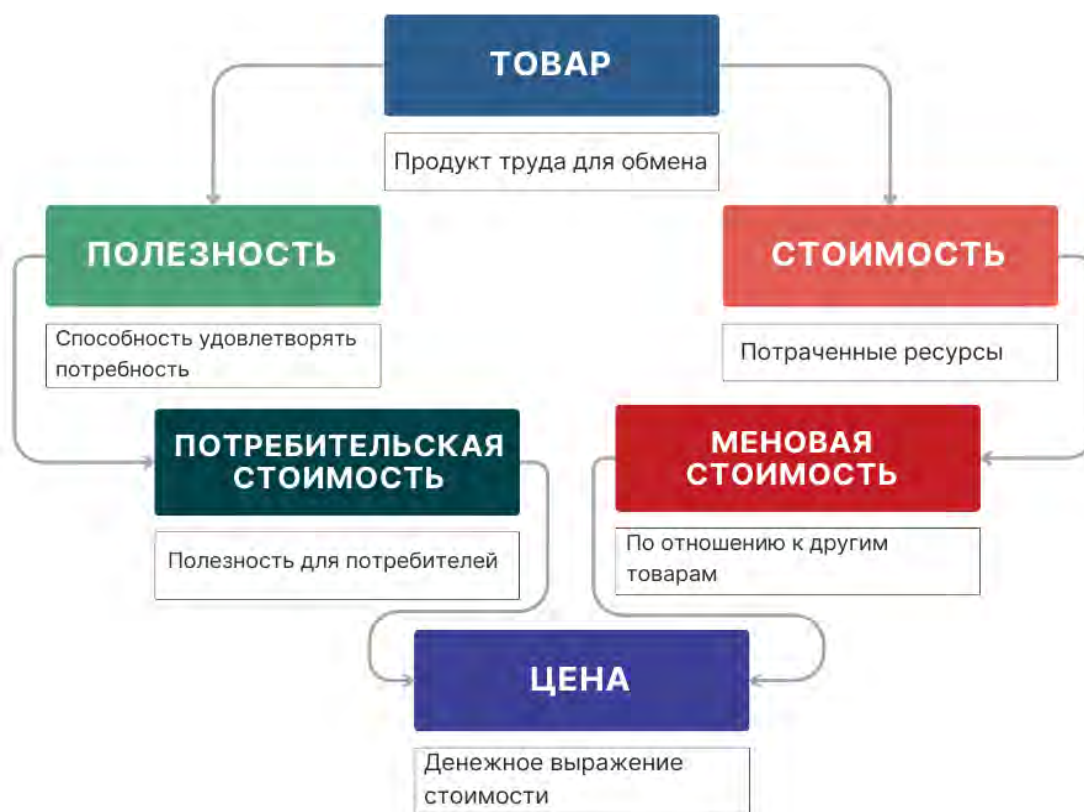 ТОВАР
Продукт труда для обмена
ПОЛЕЗНОСТЬ
Способность удовлетворять
потребность
СТОИМОСТЬ
Потраченные ресурсы
ПОТРЕБИТЕЛЬСКАЯ
СТОИМОСТЬ
Полезность для потребителей
МЕНОВАЯ
СТОИМОСТЬ
По отношению к другим
товарам
ЦЕНА
Денежное выражение
стоимости